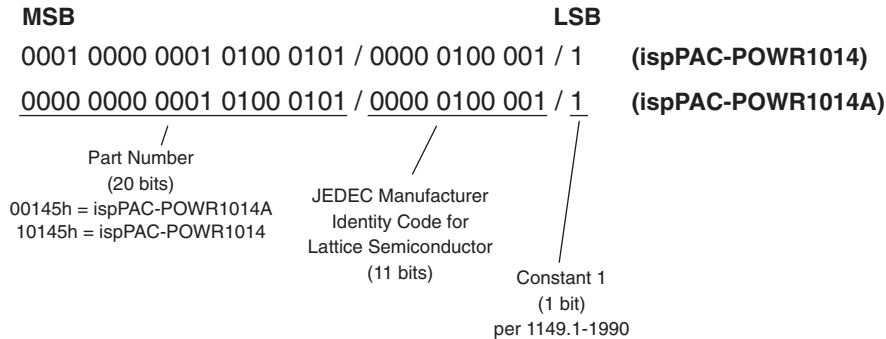 MSB LSB
0001 0000 0001 0100 0101 / 0000 0100 001 / 1 (ispPAC-POWR1014)
0000 0000 0001 0100 0101 / 0000 0100 001 / 1 (ispPAC-POWR1014A)
Part Number
(20 bits)
00145h = ispPAC-POWR1014A
10145h = ispPAC-POWR1014
JEDEC Manufacturer
Identity Code for
Lattice Semiconductor
(11 bits)
Constant 1
(1 bit)
per 1149.1-1990